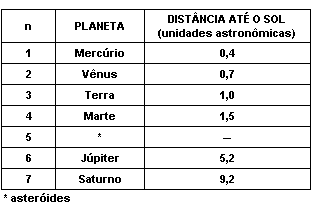 n PLANETA DISTÂNCIA ATÉ O SOL
(unidades astronômicas)
1 Mercúrio 0,4
2 Vênus 0,7
3 Terra 1,0
4 Marte 1,5
5 * —
6 Júpiter 5,2
7 Saturno 9,2
* asteróides